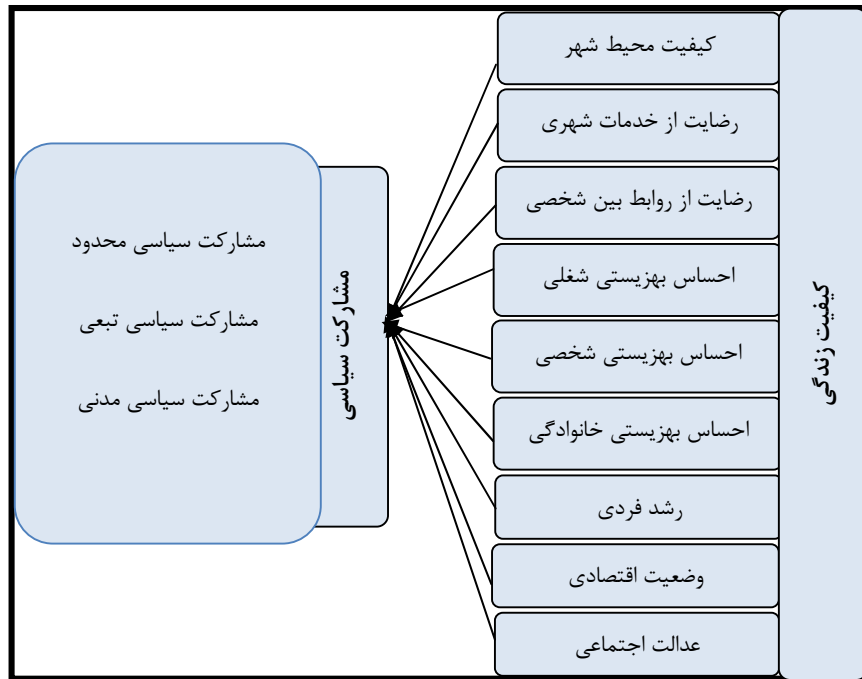 کیفیت زندگی
کیفیت محیط شهر
رضایت از خدمات شهری
رضایت از روابط بین شخصی
احساس بهزیستی شغلی
احساس بهزیستی شخصی
احساس بهزیستی خانوادگی
رشد فردی
وضعیت اقتصادی
عدالت اجتماعی
مشارکت سیاسی
مشارکت سیاسی محدود
مشارکت سیاسی تبعی
مشارکت سیاسی مدنی